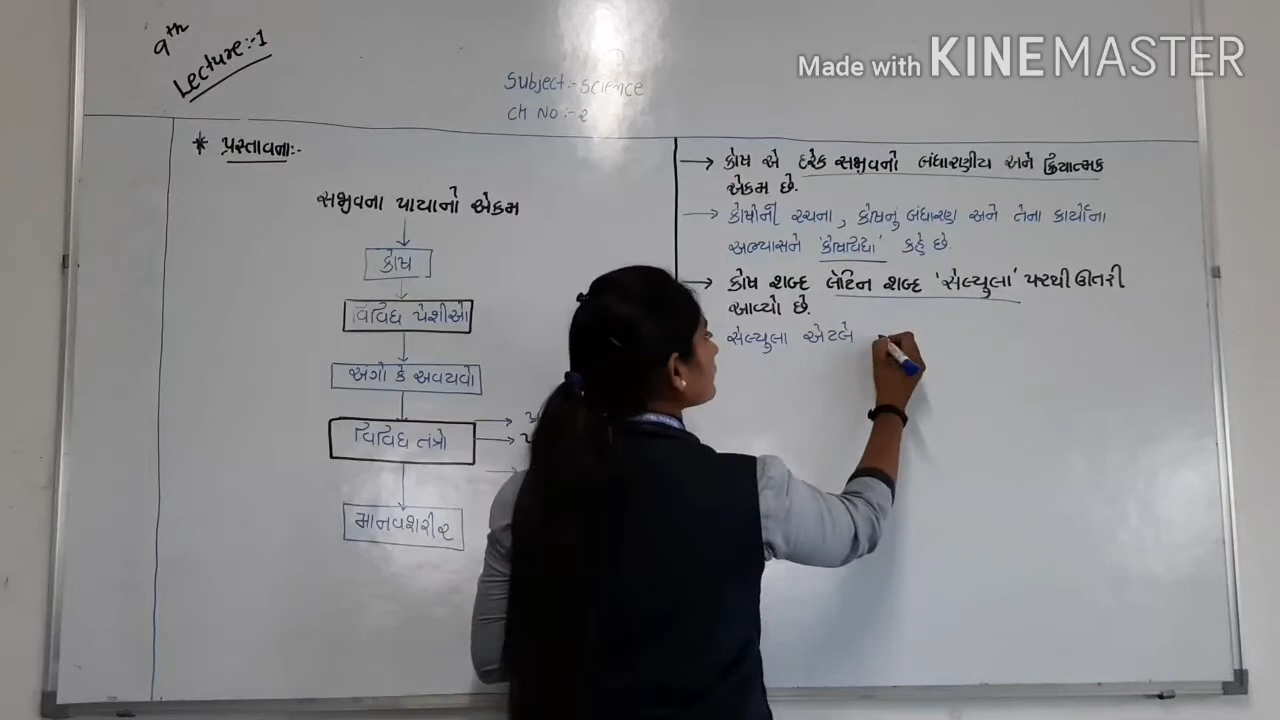 9th
Lecture:-1
Made with KINEMASTER
Subject:-Science
CH NO:-૨
* પ્રસ્તાવના:-
સજીવના પાયાનો એકમ
કોષ
વિવિધ પેશીઓ
અંગો કે અવયવો
વિવિધ તંત્રો
માનવશરીર
→ કોષ એ દરેક સજીવનો બંધારણીય અને ક્રિયાત્મક
એકમ છે.
→ કોષોની રચના, કોષનું બંધારણ અને તેના કાર્યોના
અભ્યાસને 'કોષવિદ્યા' કહે છે.
→ કોષ શબ્દ લેટિન શબ્દ 'સેલ્યુલા' પરથી ઊતરી
આવ્યો છે.
સેલ્યુલા એટલે